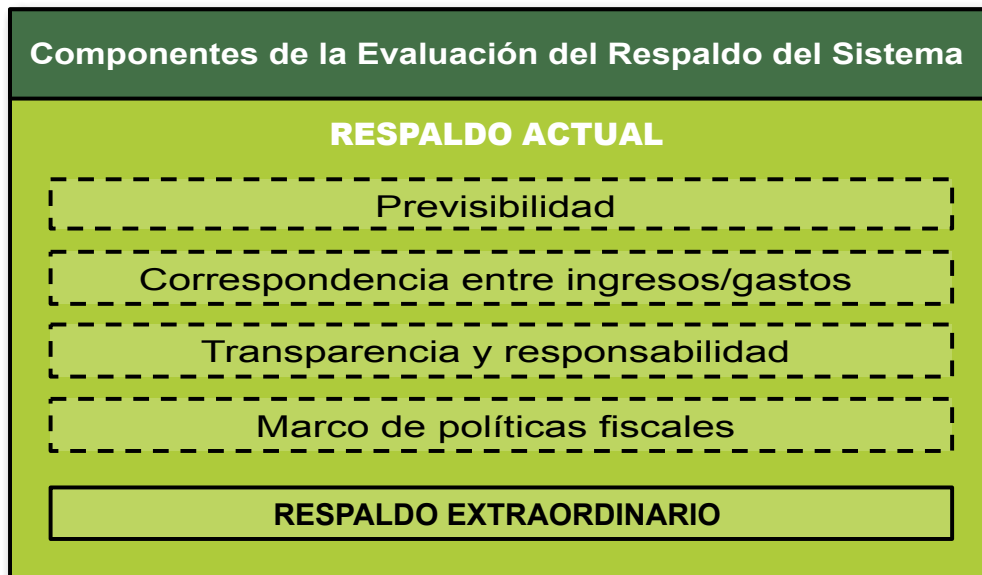 Componentes de la Evaluación del Respaldo del Sistema
RESPALDO ACTUAL
Previsibilidad
Correspondencia entre ingresos/gastos
Transparencia y responsabilidad
Marco de políticas fiscales
RESPALDO EXTRAORDINARIO